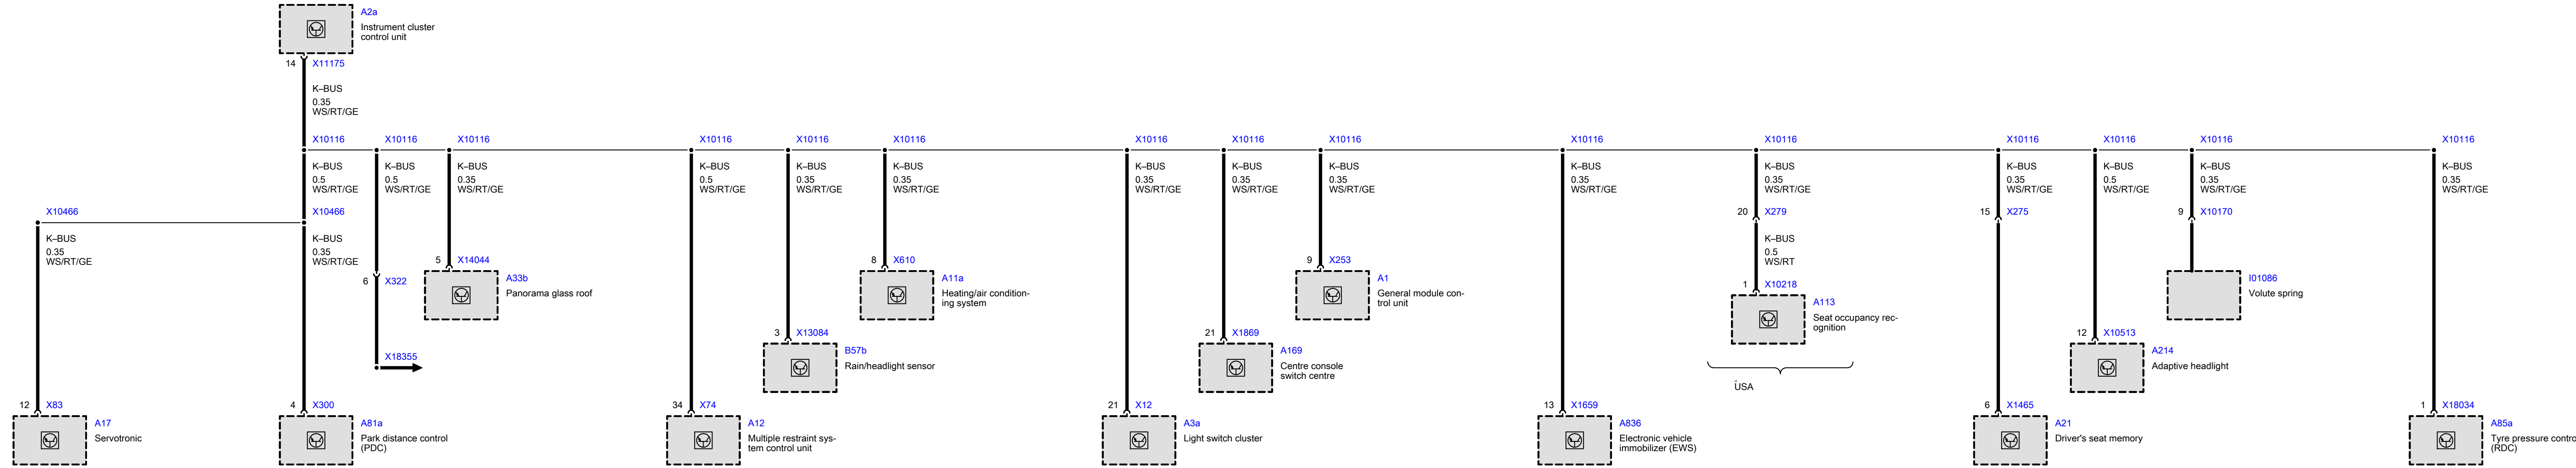 A2a
Instrument cluster
control unit
14 X11175
K–BUS
0.35
WS/RT/GE
X10116 X10116 X10116 X10116 X10116 X10116 X10116 X10116 X10116 X10116 X10116 X10116 X10116 X10116 X10116
K–BUS K–BUS K–BUS K–BUS K–BUS K–BUS K–BUS K–BUS K–BUS K–BUS K–BUS K–BUS K–BUS K–BUS K–BUS
0.5 0.5 0.35 0.5 0.35 0.35 0.35 0.35 0.35 0.35 0.35 0.35 0.5 0.35 0.35
WS/RT/GE WS/RT/GE WS/RT/GE WS/RT/GE WS/RT/GE WS/RT/GE WS/RT/GE WS/RT/GE WS/RT/GE WS/RT/GE WS/RT/GE WS/RT/GE WS/RT/GE WS/RT/GE WS/RT/GE
X10466 X10466 20 X279 15 X275 9 X10170
K–BUS K–BUS K–BUS
0.35 0.35 0.5
WS/RT/GE WS/RT/GE WS/RT
5 X14044 8 X610 9 X253
6 X322 A33b A11a A1 1 X10218 I01086
Panorama glass roof Heating/air condition- General module con- Volute spring
ing system trol unit
A113
Seat occupancy rec-
ognition
3 X13084 21 X1869 12 X10513
X18355 B57b A169 A214
Rain/headlight sensor Centre console Adaptive headlight
switch centre
USA
12 X83 4 X300 34 X74 21 X12 13 X1659 6 X1465 1 X18034
A17 A81a A12 A3a A836 A21 A85a
Servotronic Park distance control Multiple restraint sys- Light switch cluster Electronic vehicle Driver's seat memory Tyre pressure contro
(PDC) tem control unit immobilizer (EWS) (RDC)